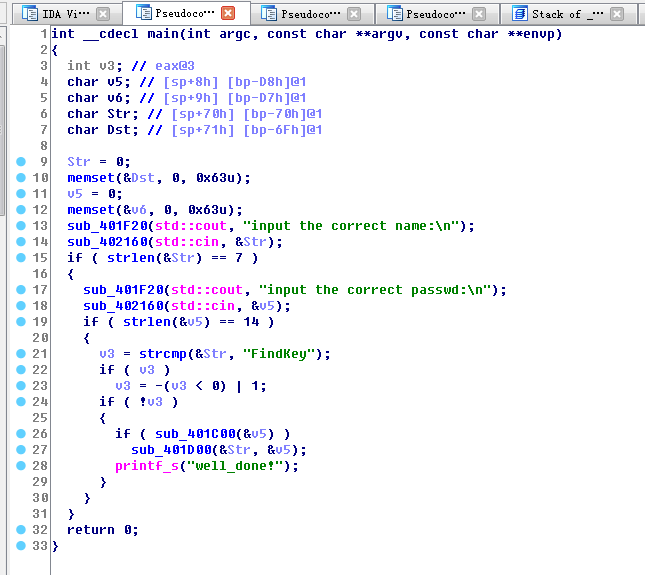 IDA Vi··· Pseudoco··· Pseudoco··· Pseudoco··· Stack of _···
1 int __cdecl main(int argc, const char **argv, const char **envp)
2 {
3 int v3; // eax@3
4 char v5; // [sp+8h] [bp-D8h]@1
5 char v6; // [sp+9h] [bp-D7h]@1
6 char Str; // [sp+70h] [bp-70h]@1
7 char Dst; // [sp+71h] [bp-6Fh]@1
8
9 Str = 0;
10 memset(&Dst, 0, 0x63u);
11 v5 = 0;
12 memset(&v6, 0, 0x63u);
13 sub_401F20(std::cout, "input the correct name:\n");
14 sub_402160(std::cin, &Str);
15 if ( strlen(&Str) == 7 )
16 {
17 sub_401F20(std::cout, "input the correct passwd:\n");
18 sub_402160(std::cin, &v5);
19 if ( strlen(&v5) == 14 )
20 {
21 v3 = strcmp(&Str, "FindKey");
22 if ( v3 )
23 v3 = -(v3 < 0) | 1;
24 if ( !v3 )
25 {
26 if ( sub_401C00(&v5) )
27 sub_401D00(&Str, &v5);
28 printf_s("well_done!");
29 }
30 }
31 }
32 return 0;
33 }